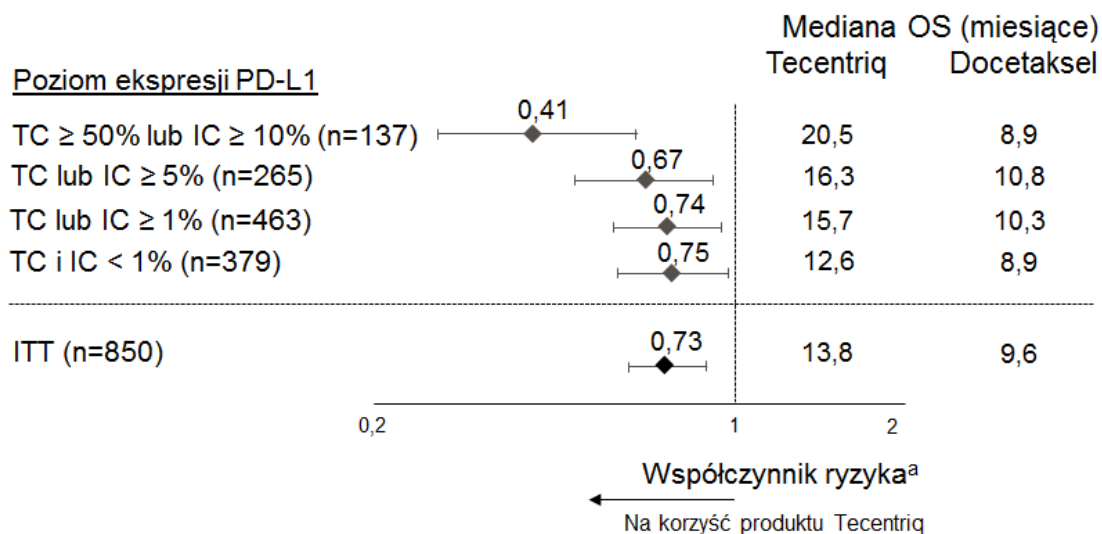 Mediana OS (miesiące)
Tecentriq Docetaksel
Poziom ekspresji PD-L1
TC ≥ 50% lub IC ≥ 10% (n=137) 0,41 20,5 8,9
TC lub IC ≥ 5% (n=265) 0,67 16,3 10,8
TC lub IC ≥ 1% (n=463) 0,74 15,7 10,3
TC i IC < 1% (n=379) 0,75 12,6 8,9
ITT (n=850) 0,73 13,8 9,6
0,2 1 2
Współczynnik ryzykaᵃ
Na korzyść produktu Tecentriq